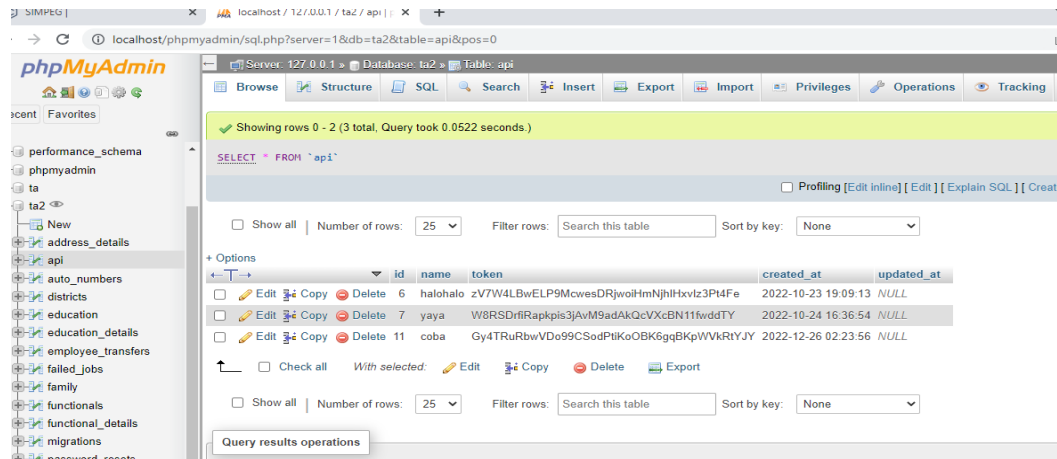 SIMPEG |
localhost / 127.0.0.1 / ta2 / api |
localhost/phpmyadmin/sql.php?server=1&db=ta2&table=api&pos=0
phpMyAdmin
ecent Favorites
performance_schema
phpmyadmin
ta
ta2
New
address_details
api
auto_numbers
districts
education
education_details
employee_transfers
failed_jobs
family
functionals
functional_details
migrations
password_resets
Server: 127.0.0.1 » Database: ta2 » Table: api
Browse Structure SQL Search Insert Export Import Privileges Operations Tracking
Showing rows 0 - 2 (3 total, Query took 0.0522 seconds.)
SELECT * FROM `api`
Profiling [Edit inline] [ Edit ] [ Explain SQL ] [ Creat
Show all | Number of rows: 25 Filter rows: Search this table Sort by key: None
+ Options
id name token created_at updated_at
Edit Copy Delete 6 halohalo zV7W4LBwELP9McwesDRjwoiHmNjhlHxvIz3Pt4Fe 2022-10-23 19:09:13 NULL
Edit Copy Delete 7 yaya W8RSDrfiRapkpis3jAvM9adAkQcVXcBN11fwddTY 2022-10-24 16:36:54 NULL
Edit Copy Delete 11 coba Gy4TRuRbwVDo99CSodPtiKoOBK6gqBKpWVkRtYJY 2022-12-26 02:23:56 NULL
Check all With selected: Edit Copy Delete Export
Show all | Number of rows: 25 Filter rows: Search this table Sort by key: None
Query results operations